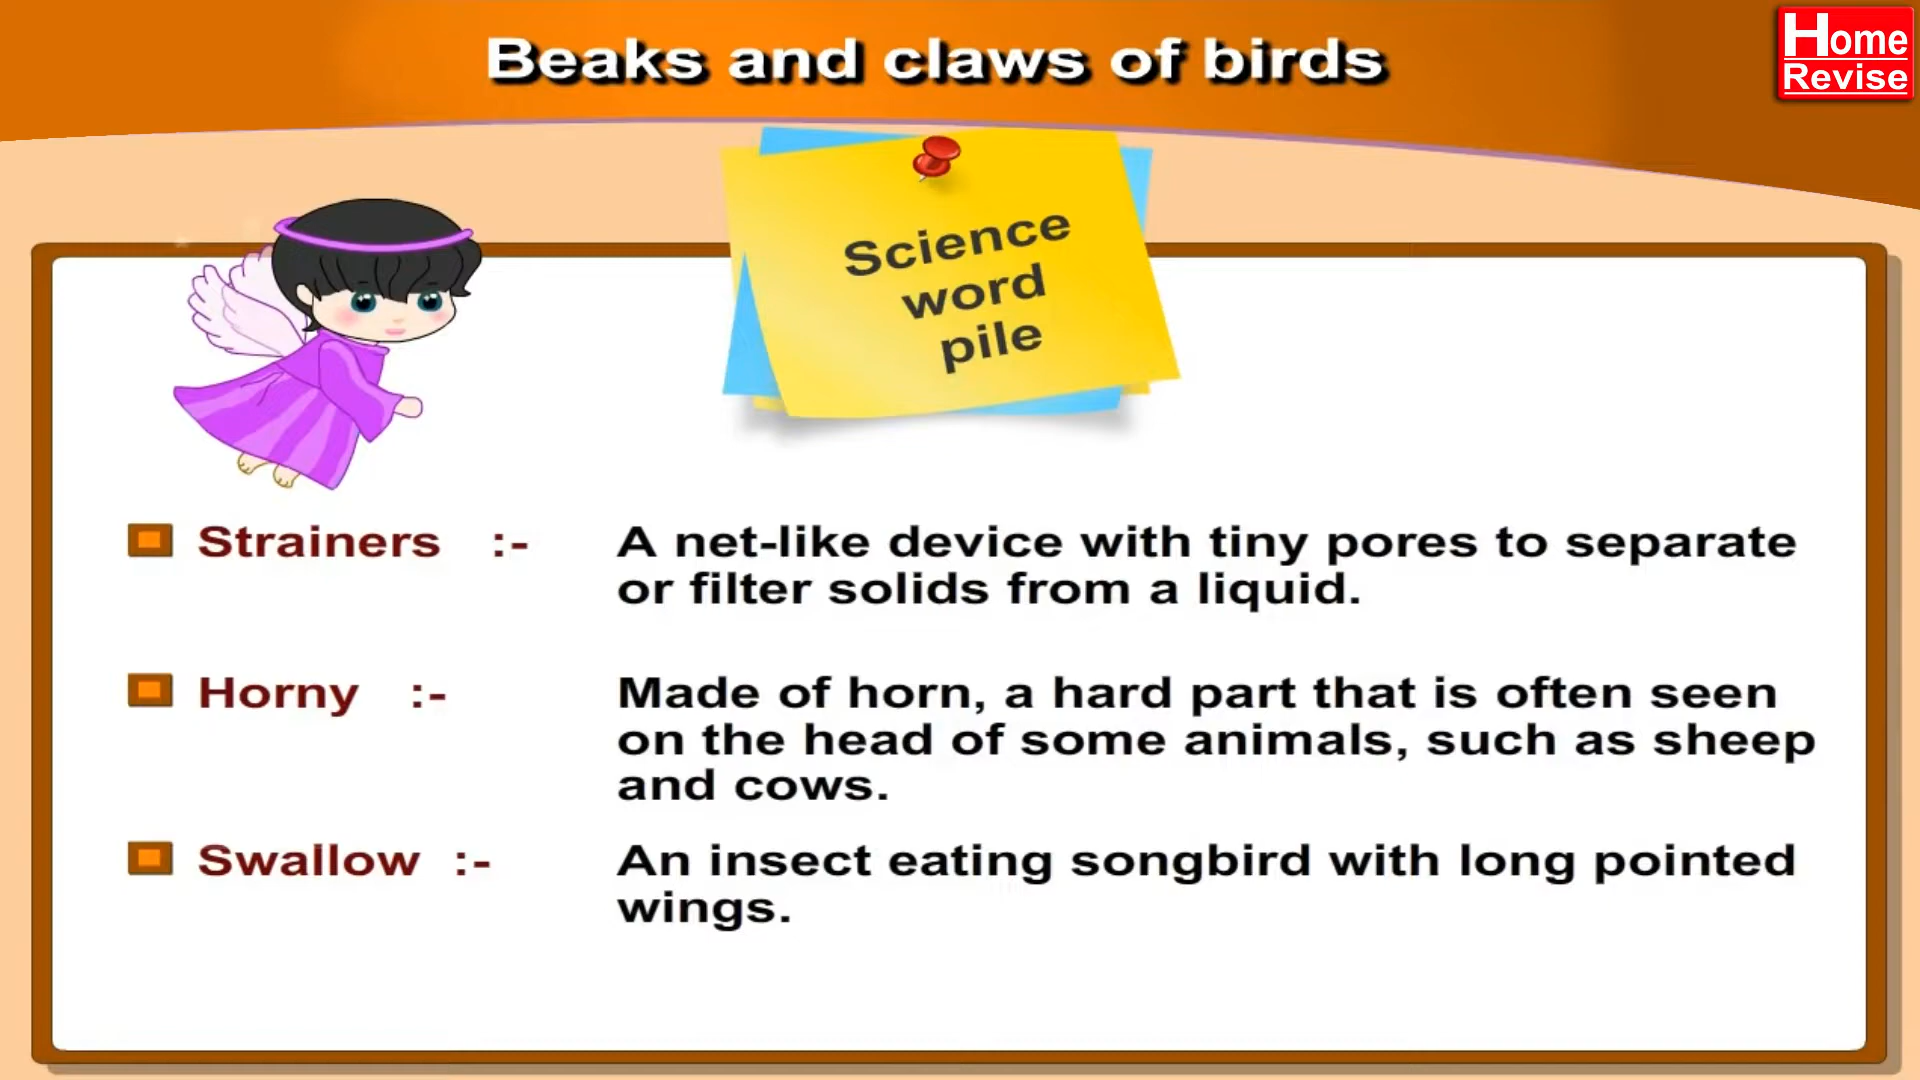 Beaks and claws of birds
Home
Revise
Science
word
pile
Strainers :- A net-like device with tiny pores to separate
or filter solids from a liquid.
Horny :- Made of horn, a hard part that is often seen
on the head of some animals, such as sheep
and cows.
Swallow :- An insect eating songbird with long pointed
wings.